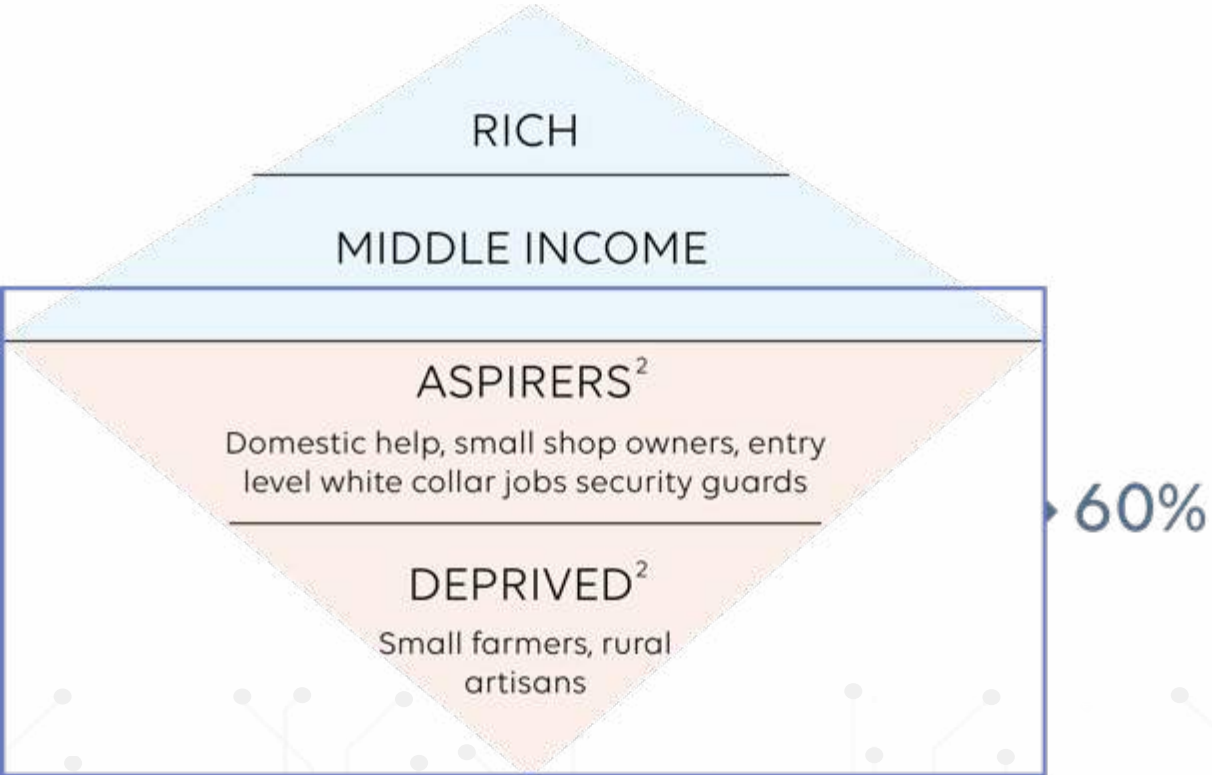 RICH
MIDDLE INCOME
ASPIRERS²
Domestic help, small shop owners, entry
level white collar jobs security guards
60%
DEPRIVED²
Small farmers, rural
artisans